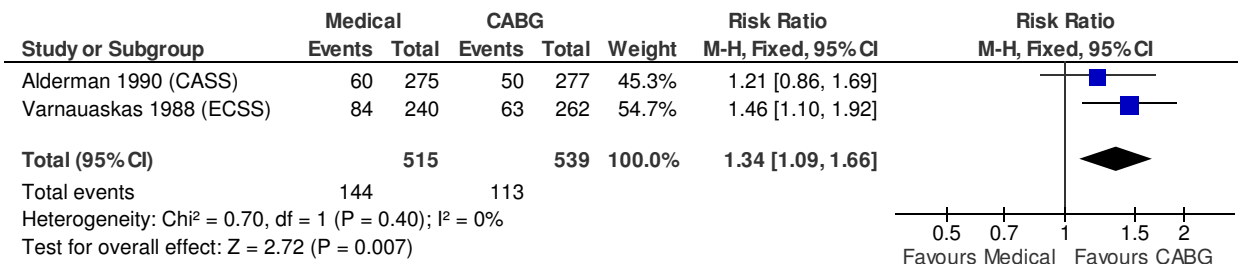 Medical CABG Risk Ratio Risk Ratio
Study or Subgroup Events Total Events Total Weight M-H, Fixed, 95% CI M-H, Fixed, 95% CI
Alderman 1990 (CASS) 60 275 50 277 45.3% 1.21 [0.86, 1.69]
Varnauaskas 1988 (ECSS) 84 240 63 262 54.7% 1.46 [1.10, 1.92]
Total (95% CI) 515 539 100.0% 1.34 [1.09, 1.66]
Total events 144 113
Heterogeneity: Chi² = 0.70, df = 1 (P = 0.40); I² = 0%
Test for overall effect: Z = 2.72 (P = 0.007)
0.5 0.7 1 1.5 2
Favours Medical Favours CABG